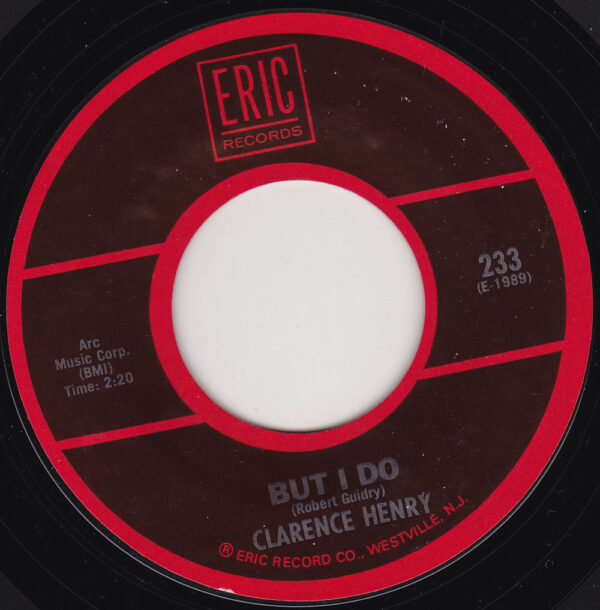 ERIC
RECORDS
233
(E-1989)
Arc
Music Corp.
(BMI)
Time: 2:20
BUT I DO
(Robert Guidry)
CLARENCE HENRY
® ERIC RECORD CO., WESTVILLE, N.J.